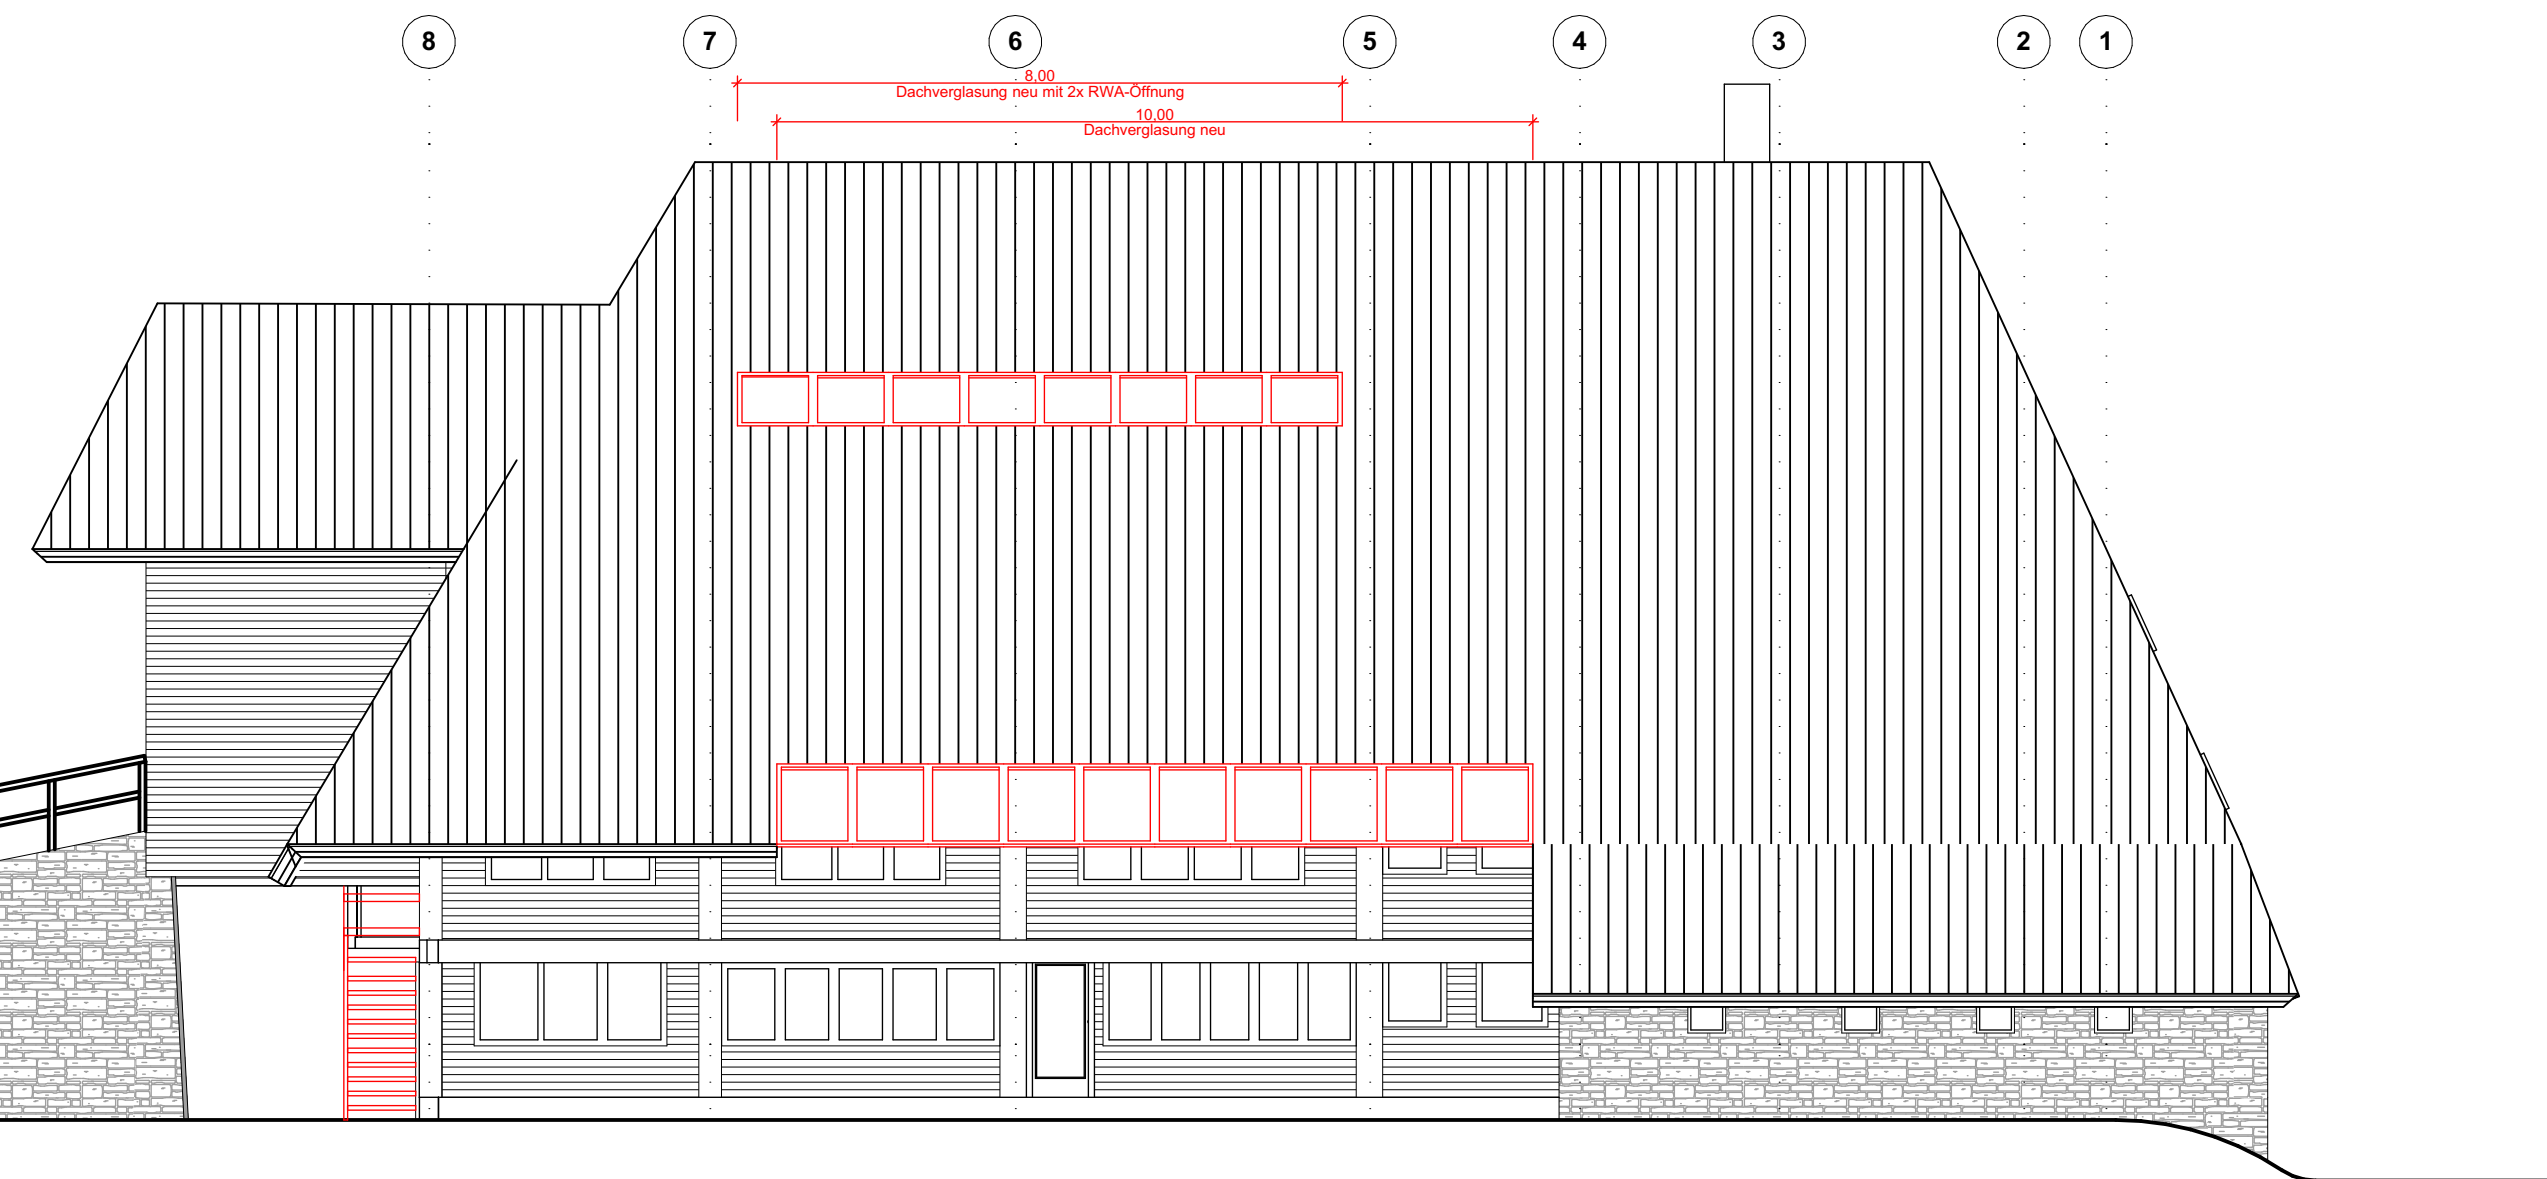 8 7 6 5 4 3 2 1
8,00
Dachverglasung neu mit 2x RWA-Öffnung
10,00
Dachverglasung neu